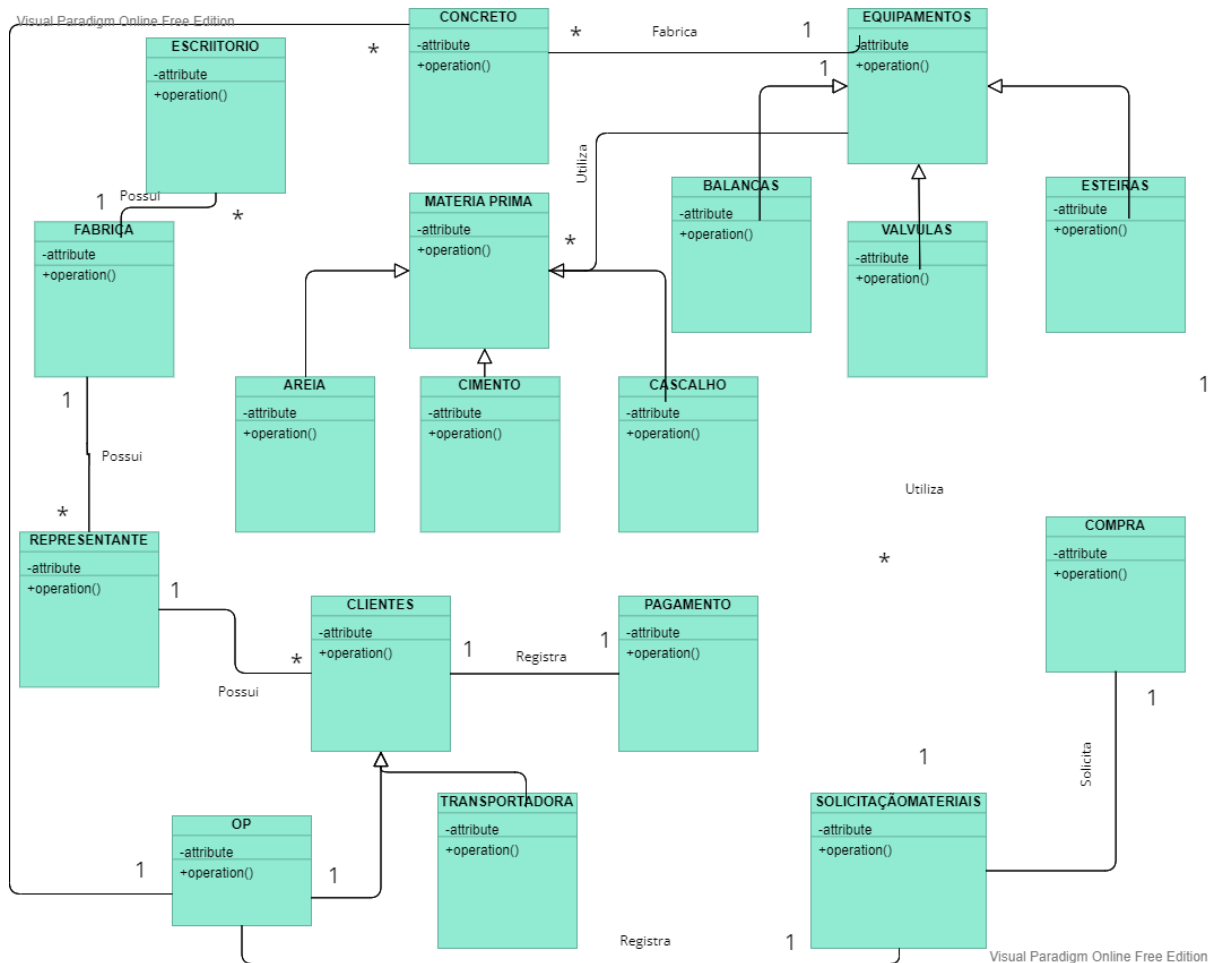 Visual Paradigm Online Free Edition
CONCRETO
-attribute
+operation()
*
*
Fabrica
1
EQUIPAMENTOS
-attribute
+operation()
1
ESCRIITORIO
-attribute
+operation()
Utiliza
BALANCAS
-attribute
+operation()
VALVULAS
-attribute
+operation()
ESTEIRAS
-attribute
+operation()
1
Possui
*
FABRICA
-attribute
+operation()
MATERIA PRIMA
-attribute
+operation()
*
AREIA
-attribute
+operation()
CIMENTO
-attribute
+operation()
CASCALHO
-attribute
+operation()
1
1
Possui
*
Utiliza
*
REPRESENTANTE
-attribute
+operation()
1
Possui
*
CLIENTES
-attribute
+operation()
1
Registra
1
PAGAMENTO
-attribute
+operation()
COMPRA
-attribute
+operation()
1
Solicita
1
OP
-attribute
+operation()
1
1
TRANSPORTADORA
-attribute
+operation()
SOLICITAÇÃOMATERIAIS
-attribute
+operation()
Registra
1
Visual Paradigm Online Free Edition